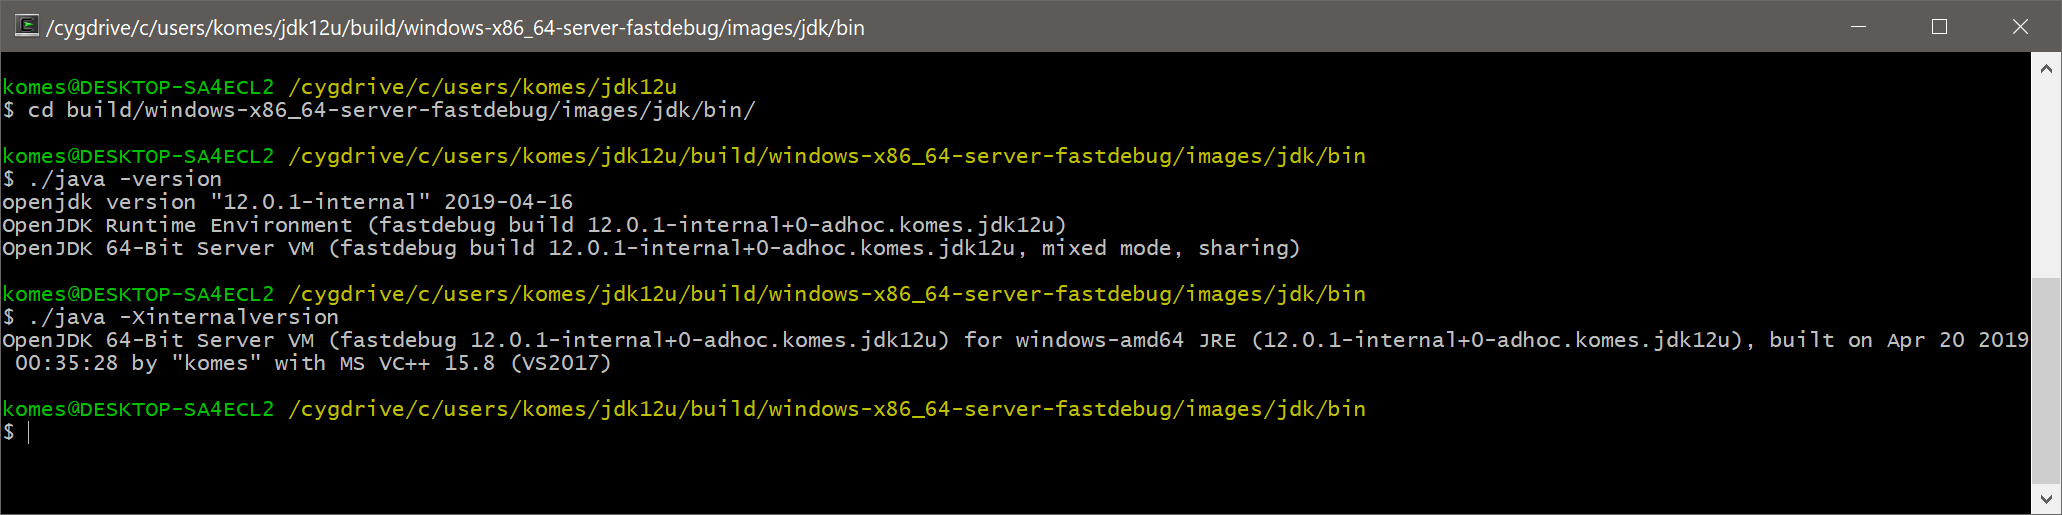 /cygdrive/c/users/komes/jdk12u/build/windows-x86_64-server-fastdebug/images/jdk/bin
komes@DESKTOP-SA4ECL2 /cygdrive/c/users/komes/jdk12u
$ cd build/windows-x86_64-server-fastdebug/images/jdk/bin/
komes@DESKTOP-SA4ECL2 /cygdrive/c/users/komes/jdk12u/build/windows-x86_64-server-fastdebug/images/jdk/bin
$ ./java -version
openjdk version "12.0.1-internal" 2019-04-16
OpenJDK Runtime Environment (fastdebug build 12.0.1-internal+0-adhoc.komes.jdk12u)
OpenJDK 64-Bit Server VM (fastdebug build 12.0.1-internal+0-adhoc.komes.jdk12u, mixed mode, sharing)
komes@DESKTOP-SA4ECL2 /cygdrive/c/users/komes/jdk12u/build/windows-x86_64-server-fastdebug/images/jdk/bin
$ ./java -Xinternalversion
OpenJDK 64-Bit Server VM (fastdebug 12.0.1-internal+0-adhoc.komes.jdk12u) for windows-amd64 JRE (12.0.1-internal+0-adhoc.komes.jdk12u), built on Apr 20 2019
00:35:28 by "komes" with MS VC++ 15.8 (VS2017)
komes@DESKTOP-SA4ECL2 /cygdrive/c/users/komes/jdk12u/build/windows-x86_64-server-fastdebug/images/jdk/bin
$